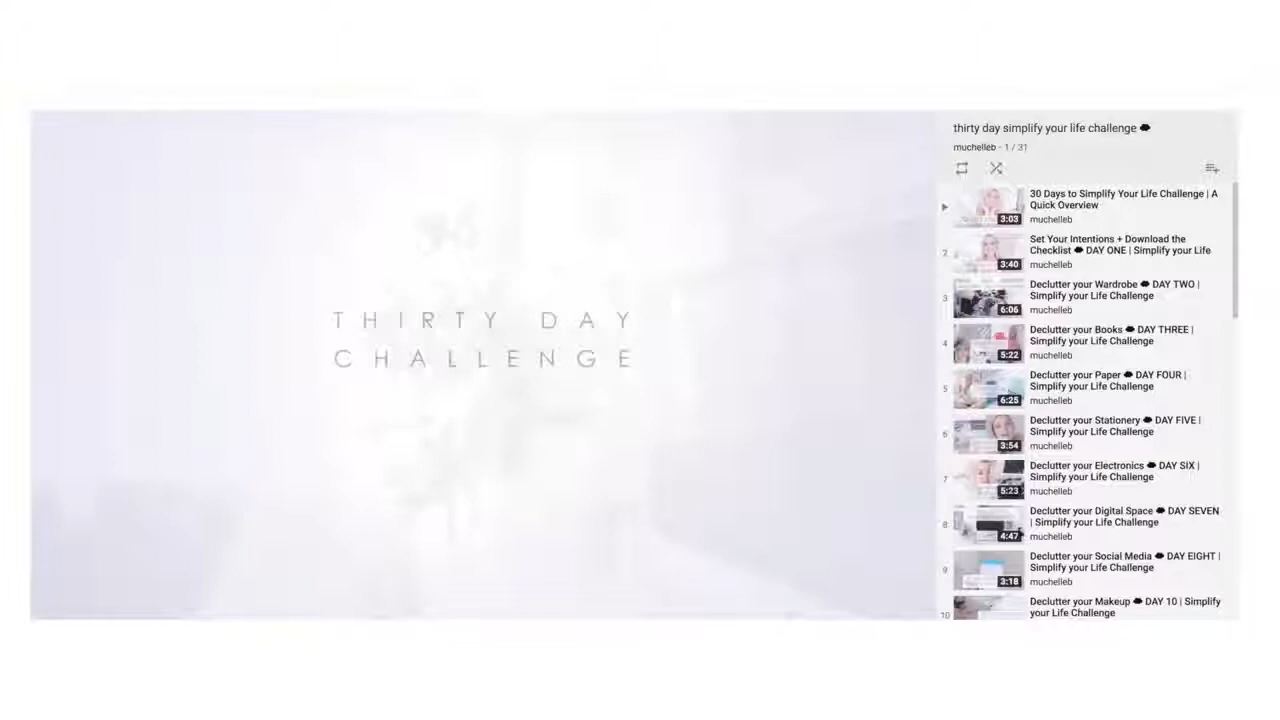 THIRTY DAY
CHALLENGE
thirty day simplify your life challenge
muchelleb - 1 / 31
30 Days to Simplify Your Life Challenge | A
Quick Overview
3:03
muchelleb
2
Set Your Intentions + Download the
Checklist DAY ONE | Simplify your Life
3:40
muchelleb
3
Declutter your Wardrobe DAY TWO |
Simplify your Life Challenge
6:06
muchelleb
4
Declutter your Books DAY THREE |
Simplify your Life Challenge
5:22
muchelleb
5
Declutter your Paper DAY FOUR |
Simplify your Life Challenge
6:25
muchelleb
6
Declutter your Stationery DAY FIVE |
Simplify your Life Challenge
3:54
muchelleb
7
Declutter your Electronics DAY SIX |
Simplify your Life Challenge
5:23
muchelleb
8
Declutter your Digital Space DAY SEVEN
| Simplify your Life Challenge
4:47
muchelleb
9
Declutter your Social Media DAY EIGHT |
Simplify your Life Challenge
3:18
muchelleb
10
Declutter your Makeup DAY 10 | Simplify
your Life Challenge